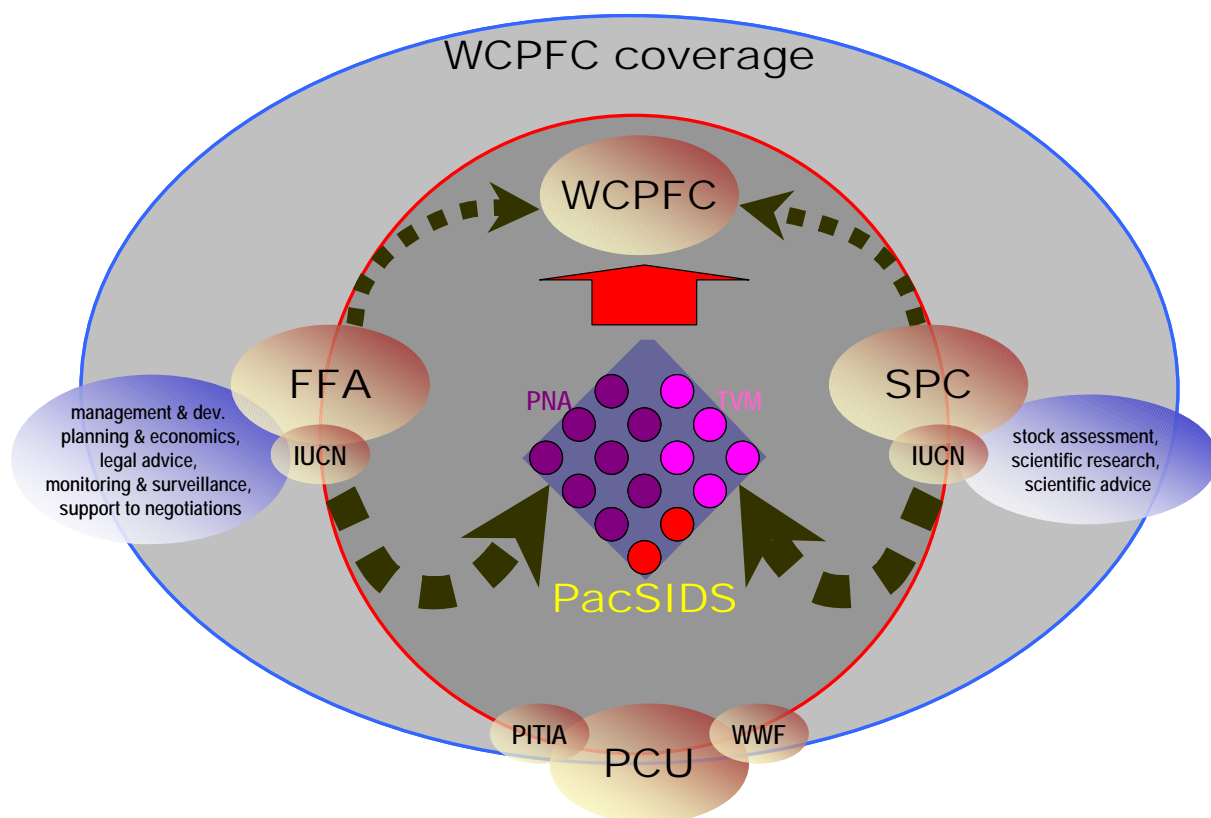 WCPFC coverage
WCPFC
FFA
SPC
PNA
TVM
management & dev.
planning & economics,
legal advice,
monitoring & surveillance,
support to negotiations
IUCN
IUCN
stock assessment,
scientific research,
scientific advice
PacSIDS
PITIA
WWF
PCU